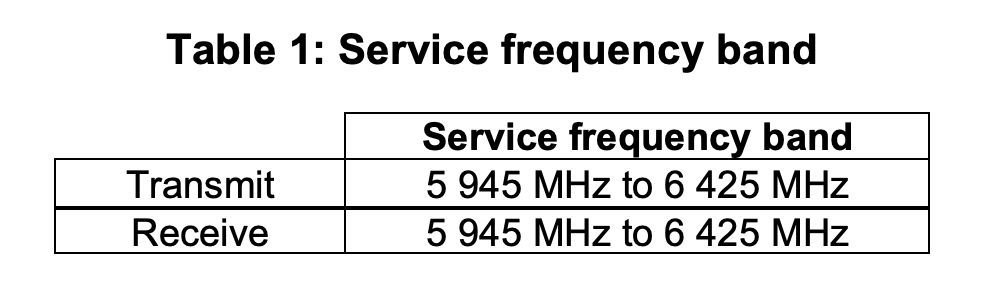 Table 1: Service frequency band
Service frequency band
Transmit 5 945 MHz to 6 425 MHz
Receive 5 945 MHz to 6 425 MHz